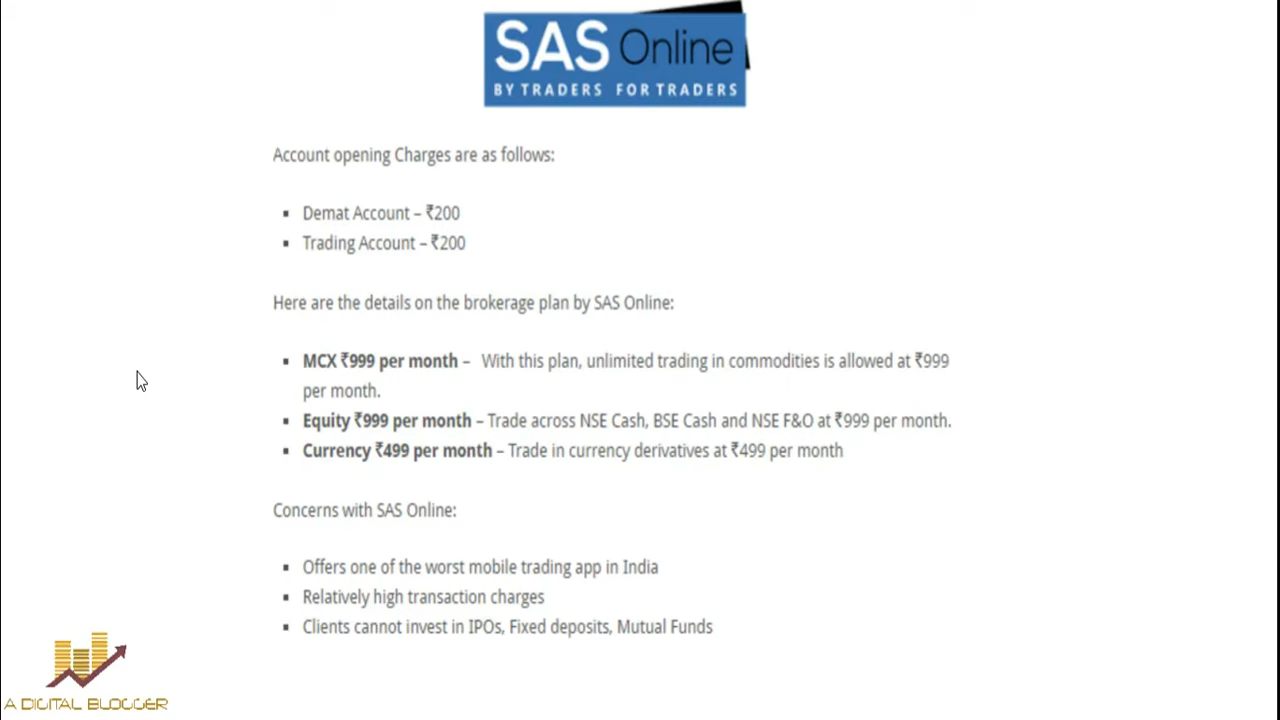 SAS Online
BY TRADERS FOR TRADERS
Account opening Charges are as follows:
▪ Demat Account – ₹200
▪ Trading Account – ₹200
Here are the details on the brokerage plan by SAS Online:
▪ MCX ₹999 per month – With this plan, unlimited trading in commodities is allowed at ₹999
per month.
▪ Equity ₹999 per month – Trade across NSE Cash, BSE Cash and NSE F&O at ₹999 per month.
▪ Currency ₹499 per month – Trade in currency derivatives at ₹499 per month
Concerns with SAS Online:
▪ Offers one of the worst mobile trading app in India
▪ Relatively high transaction charges
▪ Clients cannot invest in IPOs, Fixed deposits, Mutual Funds
A DIGITAL BLOGGER